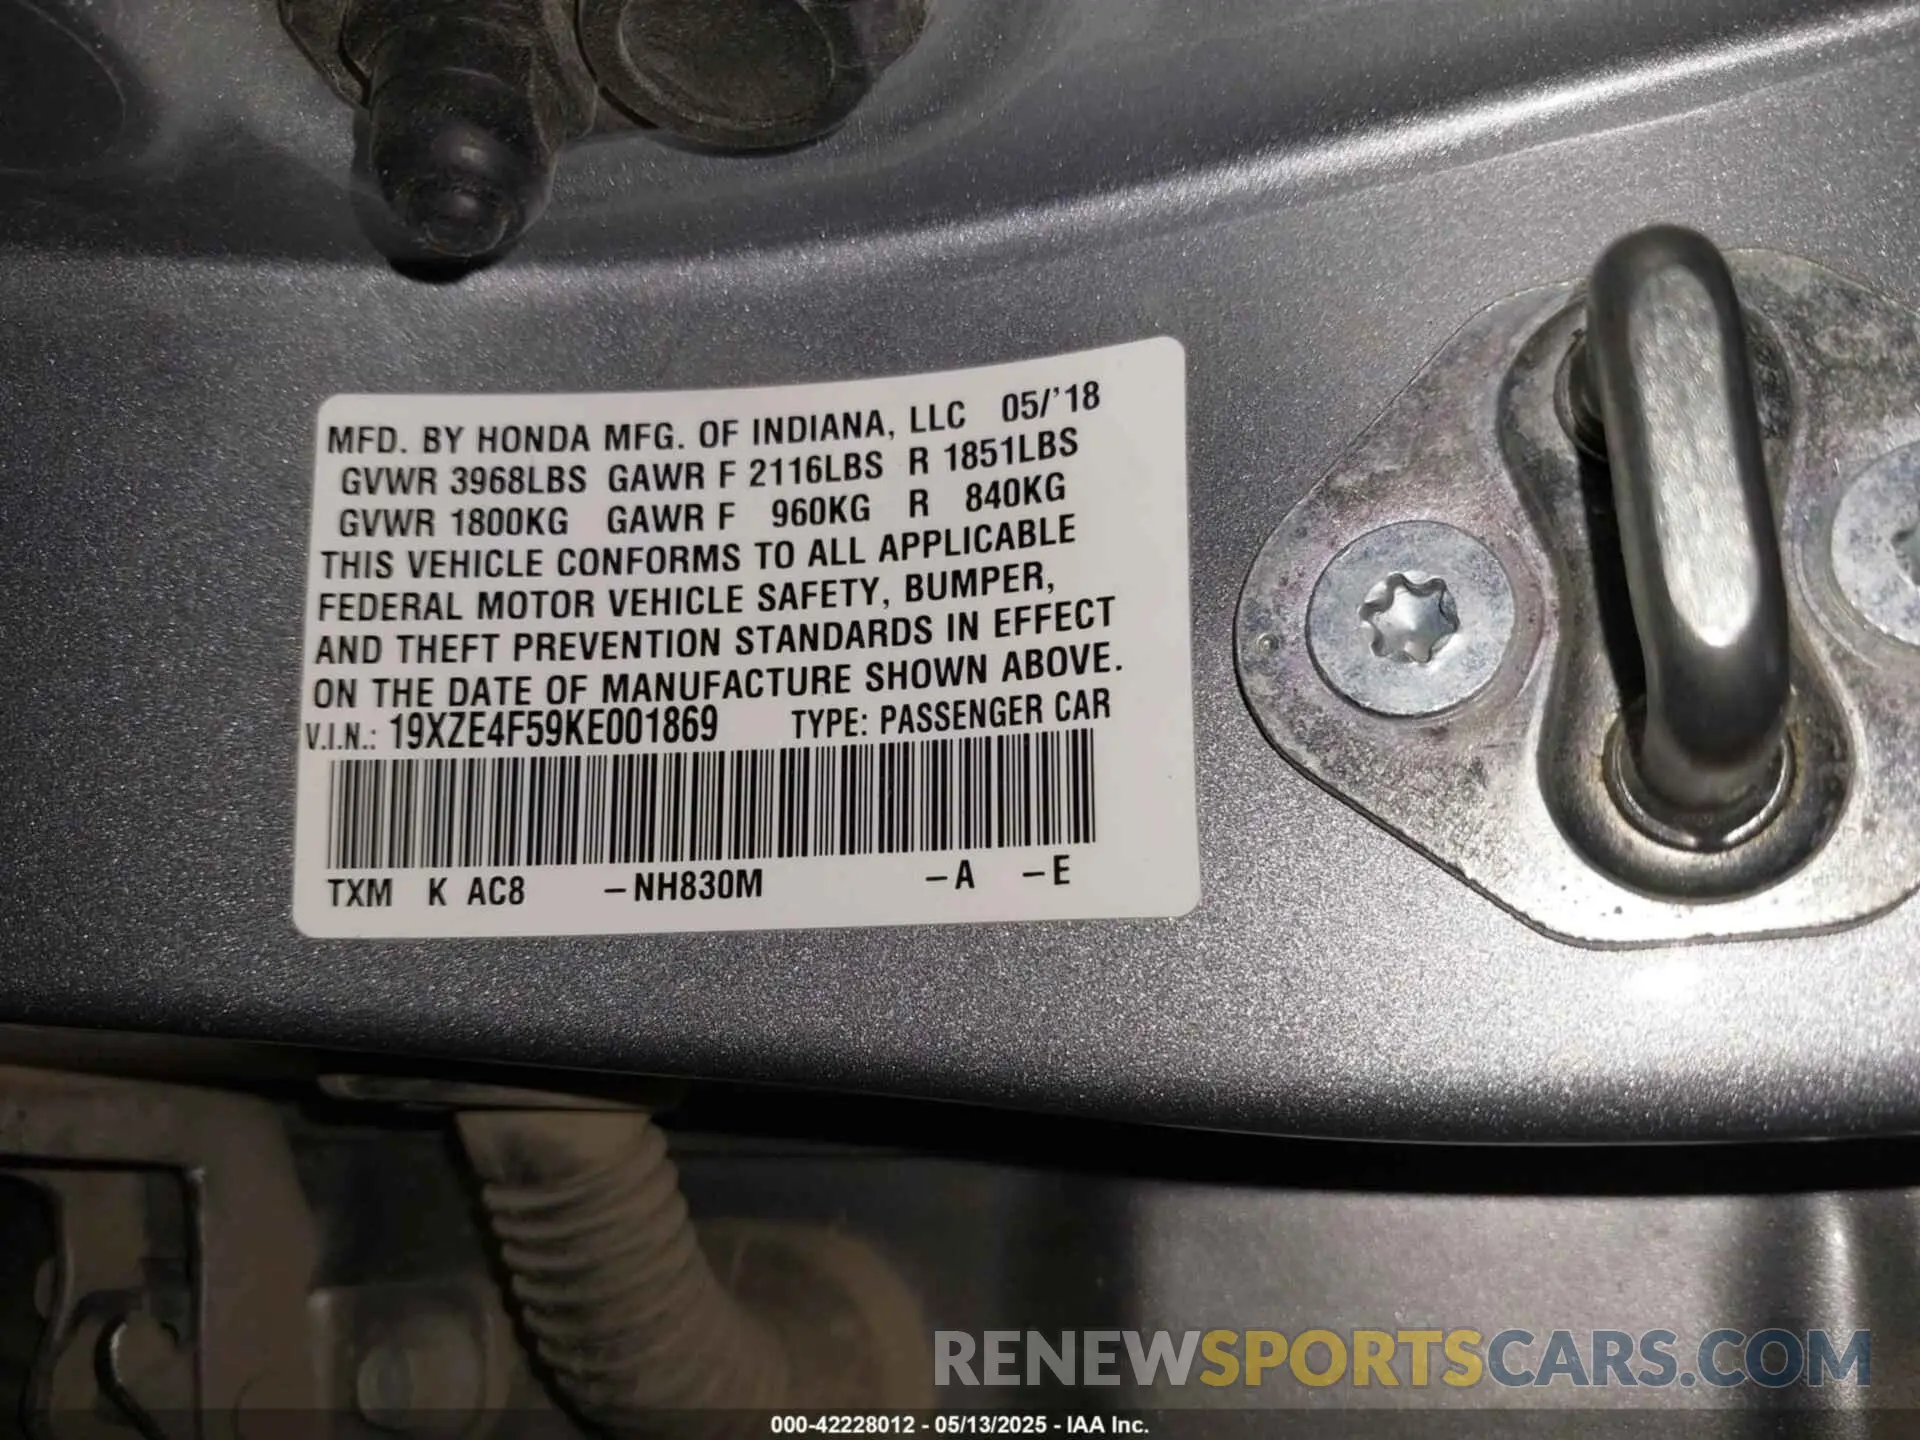 MFD. BY HONDA MFG. OF INDIANA, LLC 05/'18
GVWR 3968LBS GAWR F 2116LBS R 1851LBS
GVWR 1800KG GAWR F 960KG R 840KG
THIS VEHICLE CONFORMS TO ALL APPLICABLE
FEDERAL MOTOR VEHICLE SAFETY, BUMPER,
AND THEFT PREVENTION STANDARDS IN EFFECT
ON THE DATE OF MANUFACTURE SHOWN ABOVE.
V.I.N.: 19XZE4F59KE001869 TYPE: PASSENGER CAR
TXM K AC8 -NH830M -A -E
RENEWSPORTSCARS.COM
000-42228012 - 05/13/2025 - IAA Inc.